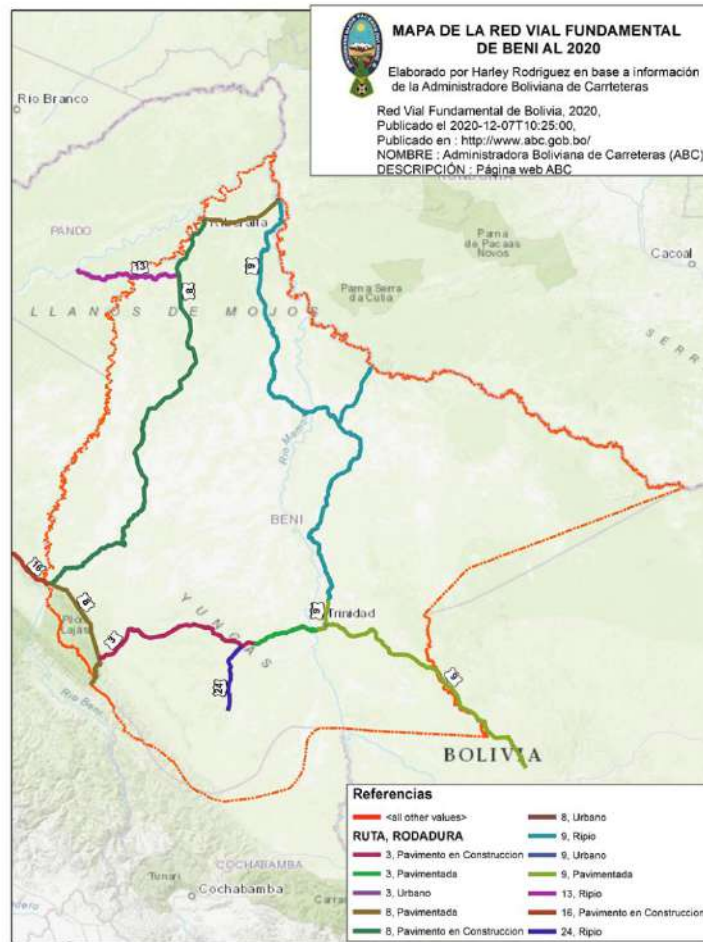 MAPA DE LA RED VIAL FUNDAMENTAL
DE BENI AL 2020
Elaborado por Harley Rodriguez en base a información
de la Administradore Boliviana de Carrteteras
Red Vial Fundamental de Bolivia, 2020,
Publicado el 2020-12-07T10:25:00,
Publicado en : http://www.abc.gob.bo/
NOMBRE : Administradora Boliviana de Carreteras (ABC)
DESCRIPCIÓN : Página web ABC
Rio Branco
PANDO
Parna
de Pacaas
Novos
Cacoal
13
8
9
Parna Serra
da Cutia
LLANOS DE MOJOS
SERR
BENI
16
8
YUNGAS
9
Trinidad
Pilon
Lajas
3
9
24
Rio Beni
BOLIVIA
COCHABAMBA
Tunari
Cochabamba
Carra
Referencias
<all other values>
RUTA, RODADURA
3, Pavimento en Construccion
3, Pavimentada
3, Urbano
8, Pavimentada
8, Pavimento en Construccion
8, Urbano
9, Ripio
9, Urbano
9, Pavimentada
13, Ripio
16, Pavimento en Construccion
24, Ripio